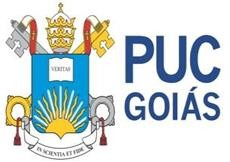 VERITAS
PUC
GOIÁS
IN SCIENTIA ET FIDE